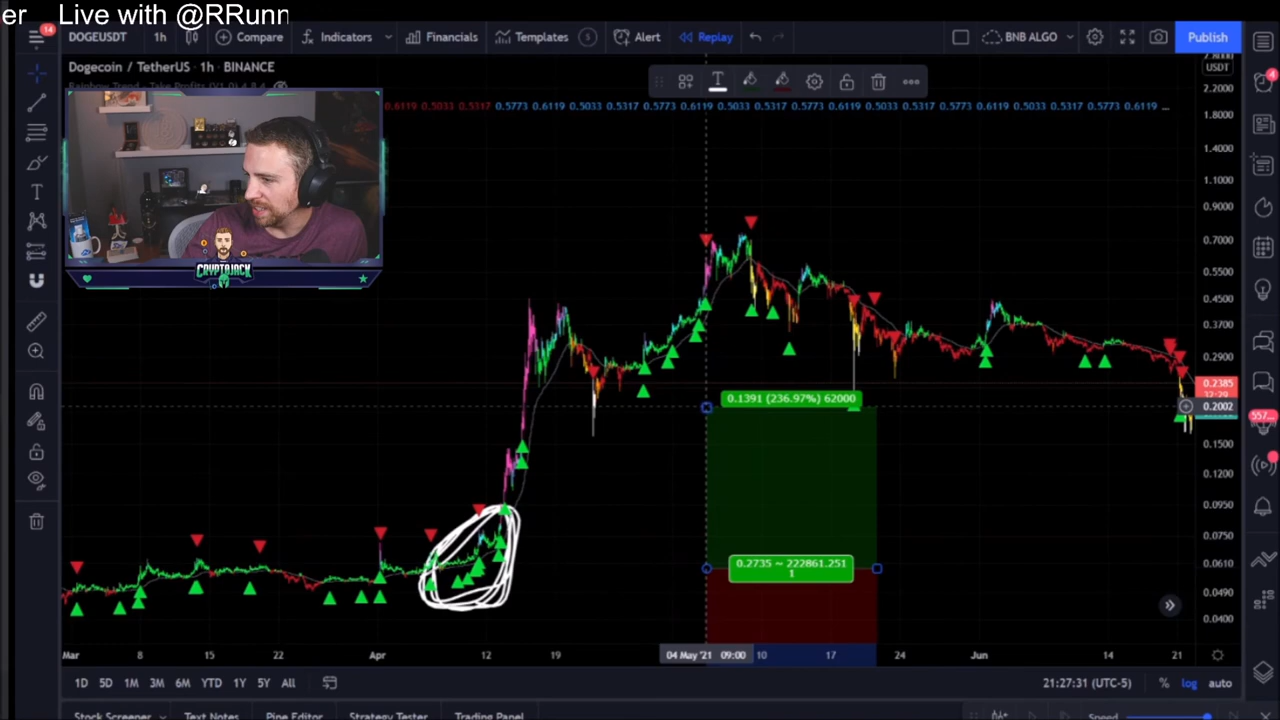 er Live with @RRunn
14
DOGEUSDT 1h Compare Indicators Financials Templates $ Alert Replay BNB ALGO Publish
Dogecoin / TetherUS · 1h · BINANCE
USDT
0.6119 0.5033 0.5317 0.5773 0.6119 0.5033 0.5317 0.5773 0.6119 0.5033 0.5317 0.5773 0.6119 0.5033 0.5317 0.5773 0.6119 0.5033 0.5317 0.5773 0.6119 ...
2.2000
1.8000
1.4000
1.1000
0.9000
0.7000
0.5500
0.4500
0.3700
0.2900
0.2385
0.2002
0.1500
0.1200
0.0950
0.0750
0.0610
0.0490
0.0400
4
557...
CRYPTOJACK
0.1391 (236.97%) 62000
0.2735 ~ 222861.251
1
Mar 8 15 22 Apr 12 19 04 May '21 09:00 10 17 24 Jun 14 21
1D 5D 1M 3M 6M YTD 1Y 5Y All 21:27:31 (UTC-5) % log auto
Stock Screener Text Notes Pine Editor Strategy Tester Trading Panel Speed